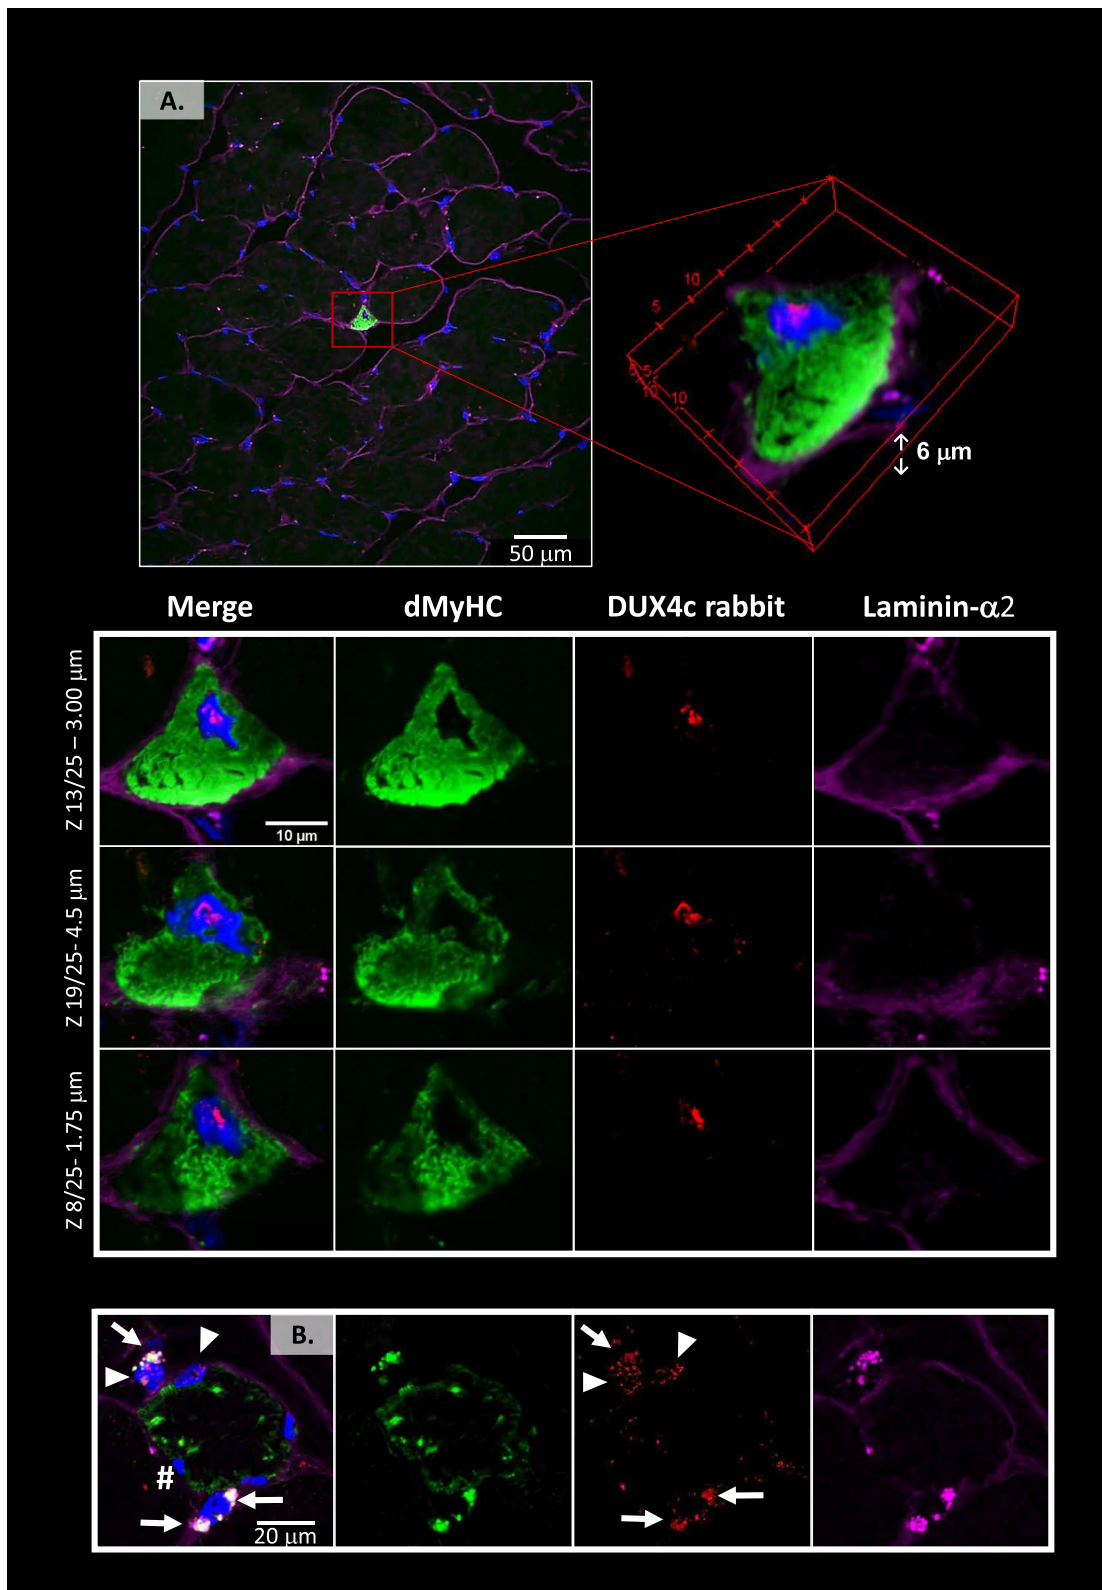 A.
50 μm
5
10
5
5
10
10
6 μm
Merge
dMyHC
DUX4c rabbit
Laminin-α2
Z 13/25 – 3.00 μm
10 μm
Z 19/25- 4.5 μm
Z 8/25- 1.75 μm
B.
#
20 μm